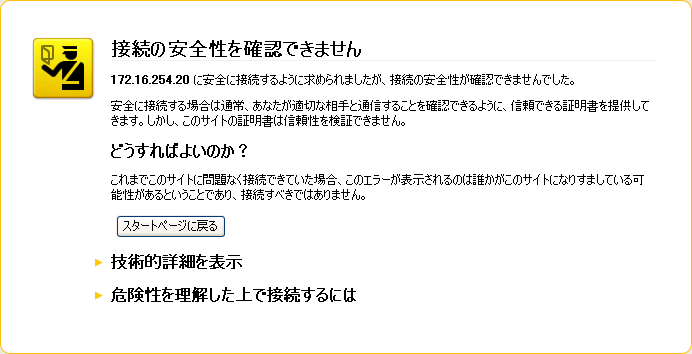 接続の安全性を確認できません
172.16.254.20 に安全に接続するように求められましたが、接続の安全性が確認できませんでした。
安全に接続する場合は通常、あなたが適切な相手と通信することを確認できるように、信頼できる証明書を提供して
きます。しかし、このサイトの証明書は信頼性を検証できません。
どうすればよいのか？
これまでこのサイトに問題なく接続できていた場合、このエラーが表示されるのは誰かがこのサイトになりすましている可
能性があるということであり、接続すべきではありません。
スタートページに戻る
技術的詳細を表示
危険性を理解した上で接続するには